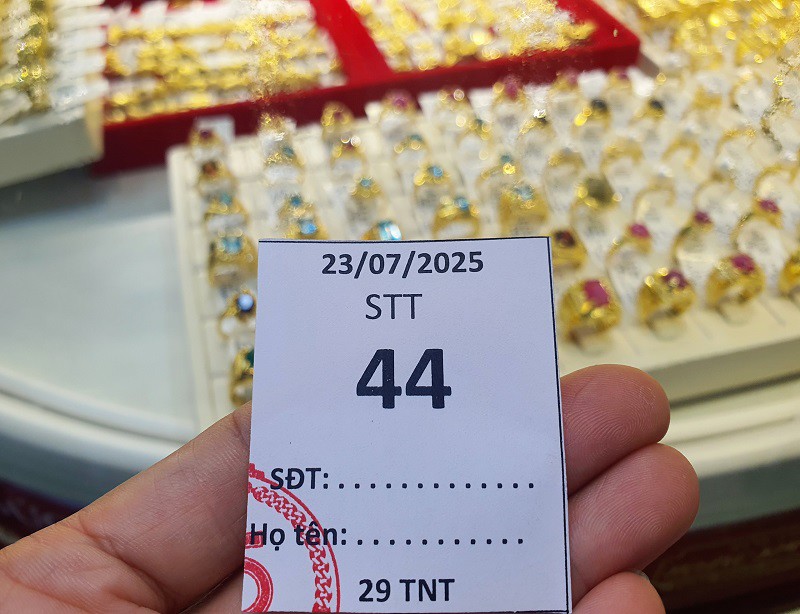 23/07/2025
STT
44
SĐT: . . . . . . . . . . . . .
Họ tên: . . . . . . . . . . .
29 TNT